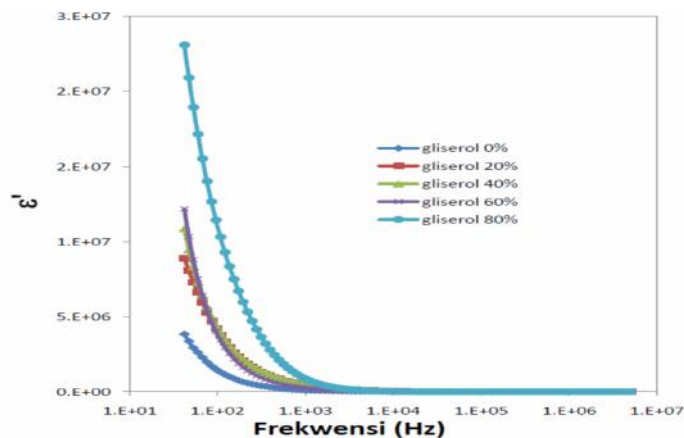 3.E+07
2.E+07
2.E+07
1.E+07
5.E+06
0.E+00
ε'
gliserol 0%
gliserol 20%
gliserol 40%
gliserol 60%
gliserol 80%
1.E+01 1.E+02 1.E+03 1.E+04 1.E+05 1.E+06 1.E+07
Frekwensi (Hz)